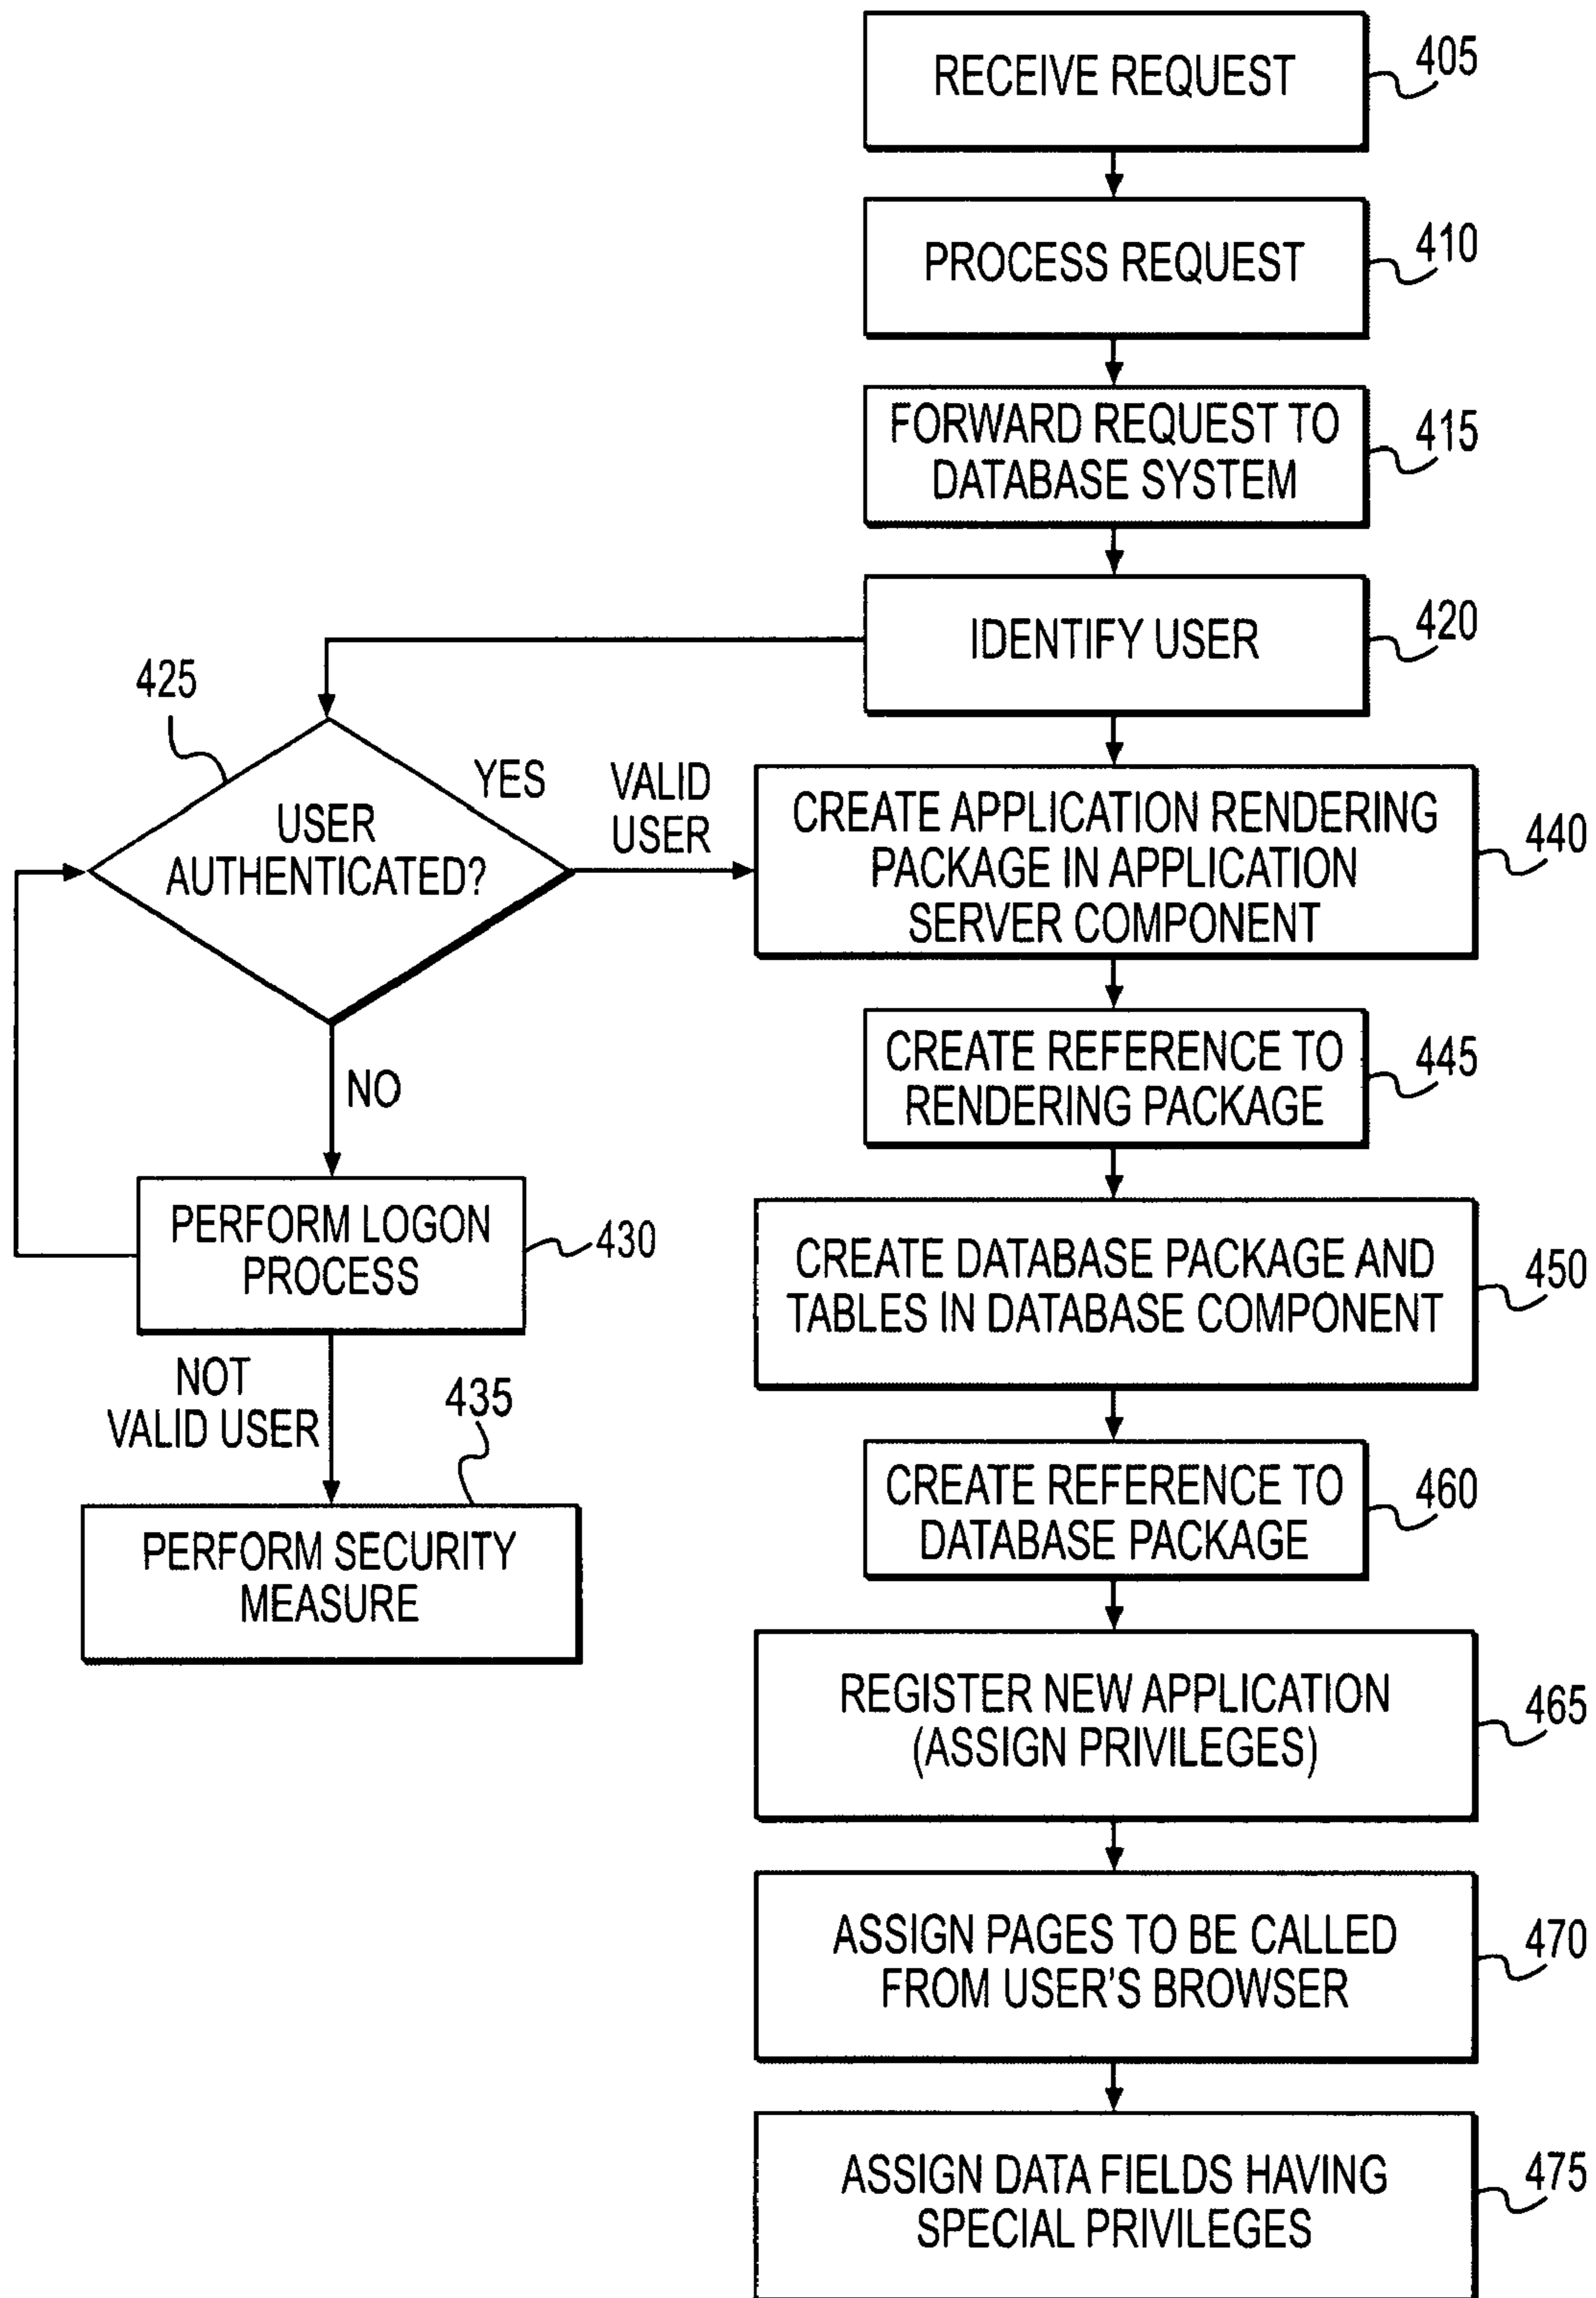 RECEIVE REQUEST
405
PROCESS REQUEST
410
FORWARD REQUEST TO
DATABASE SYSTEM
415
IDENTIFY USER
420
425
USER
AUTHENTICATED?
YES
VALID
USER
NO
PERFORM LOGON
PROCESS
430
NOT
VALID USER
435
PERFORM SECURITY
MEASURE
CREATE APPLICATION RENDERING
PACKAGE IN APPLICATION
SERVER COMPONENT
440
CREATE REFERENCE TO
RENDERING PACKAGE
445
CREATE DATABASE PACKAGE AND
TABLES IN DATABASE COMPONENT
450
CREATE REFERENCE TO
DATABASE PACKAGE
460
REGISTER NEW APPLICATION
(ASSIGN PRIVILEGES)
465
ASSIGN PAGES TO BE CALLED
FROM USER'S BROWSER
470
ASSIGN DATA FIELDS HAVING
SPECIAL PRIVILEGES
475